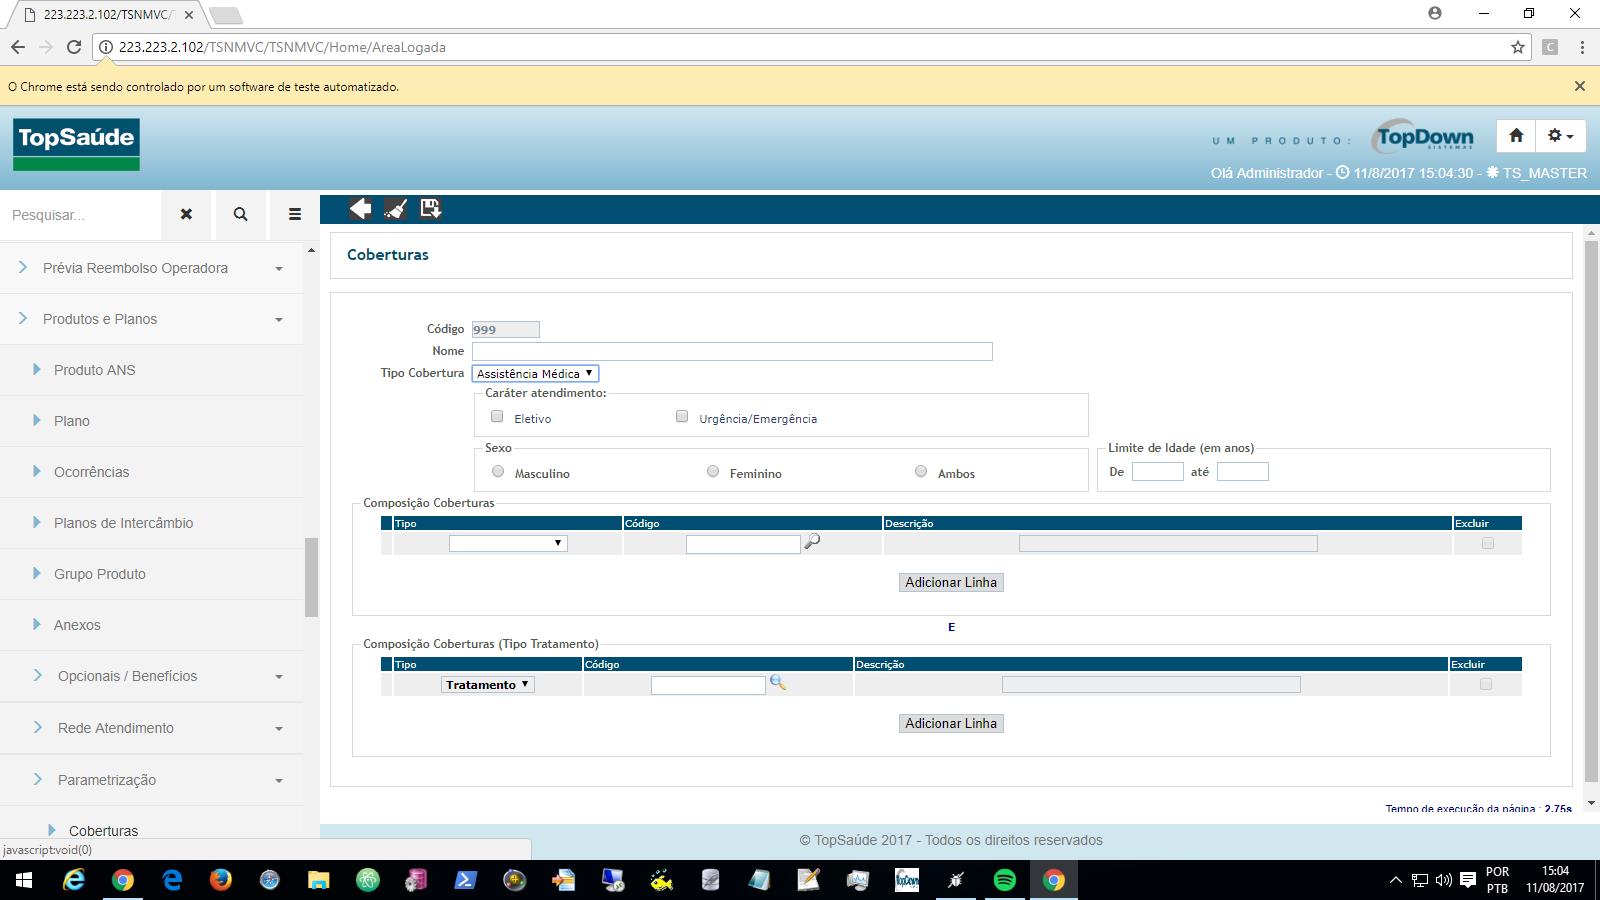 223.223.2.102/TSNMVC/T
223.223.2.102/TSNMVC/TSNMVC/Home/AreaLogada
C
O Chrome está sendo controlado por um software de teste automatizado.
TopSaúde
UM PRODUTO:
TopDown
SISTEMAS
Olá Administrador - 11/8/2017 15:04:30 - TS_MASTER
Pesquisar...
Prévia Reembolso Operadora
Produtos e Planos
Produto ANS
Plano
Ocorrências
Planos de Intercâmbio
Grupo Produto
Anexos
Opcionais / Benefícios
Rede Atendimento
Parametrização
Coberturas
javascript:void(0)
Coberturas
Código 999
Nome
Tipo Cobertura Assistência Médica
Caráter atendimento:
Eletivo Urgência/Emergência
Sexo
Masculino Feminino Ambos
Limite de Idade (em anos)
De até
Composição Coberturas
Tipo Código Descrição Excluir
Adicionar Linha
E
Composição Coberturas (Tipo Tratamento)
Tipo Código Descrição Excluir
Tratamento
Adicionar Linha
Tempo de execução da página : 2,75s
© TopSaúde 2017 - Todos os direitos reservados
TopDown
POR
PTB
15:04
11/08/2017